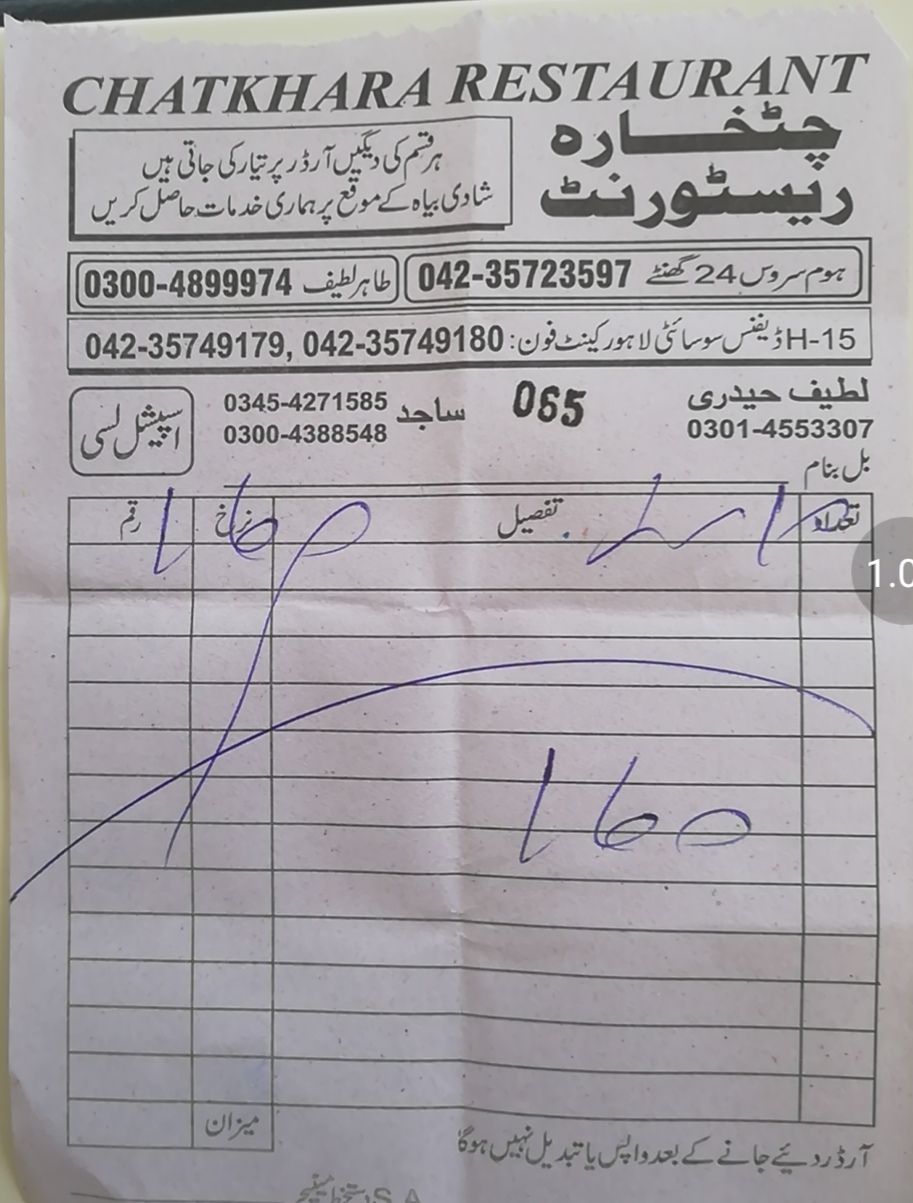 CHATKHARA RESTAURANT
چٹخارہ
ریسٹورنٹ
ہر قسم کی دیگیں آرڈر پر تیار کی جاتی ہیں
شادی بیاہ کے موقع پر ہماری خدمات حاصل کریں
ہوم سروس 24 گھنٹے 042-35723597
طاہر لطیف 0300-4899974
15-H ڈیفنس سوسائٹی لاہور کینٹ فون: 042-35749179, 042-35749180
لطیف حیدری
0301-4553307
065
ساجد 0345-4271585
0300-4388548
اسپیشل لسی
بل بنام
تعداد تفصیل نرخ رقم
160
160
میزان
آرڈر دیئے جانے کے بعد واپس یا تبدیل نہیں ہوگا
دستخط مینیجر S.A
1.0